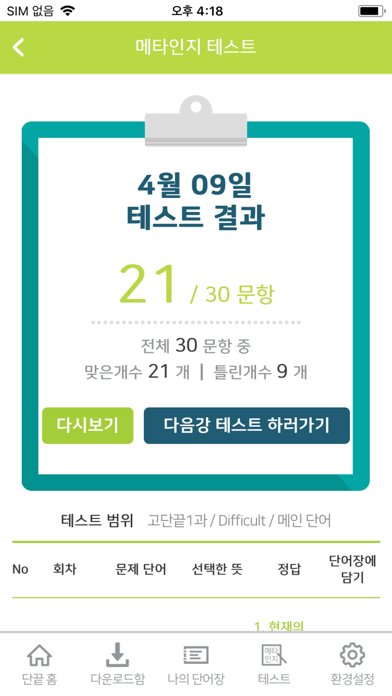 SIM 없음 오후 4:18
메타인지 테스트
4월 09일
테스트 결과
21 / 30 문항
전체 30 문항 중
맞은개수 21 개 | 틀린개수 9 개
다시보기 다음강 테스트 하러가기
테스트 범위 고단끝1과 / Difficult / 메인 단어
No 회차 문제 단어 선택한 뜻 정답 단어장에
담기
1. 현재의
메타
인지
단끝 홈 다운로드함 나의 단어장 테스트 환경설정